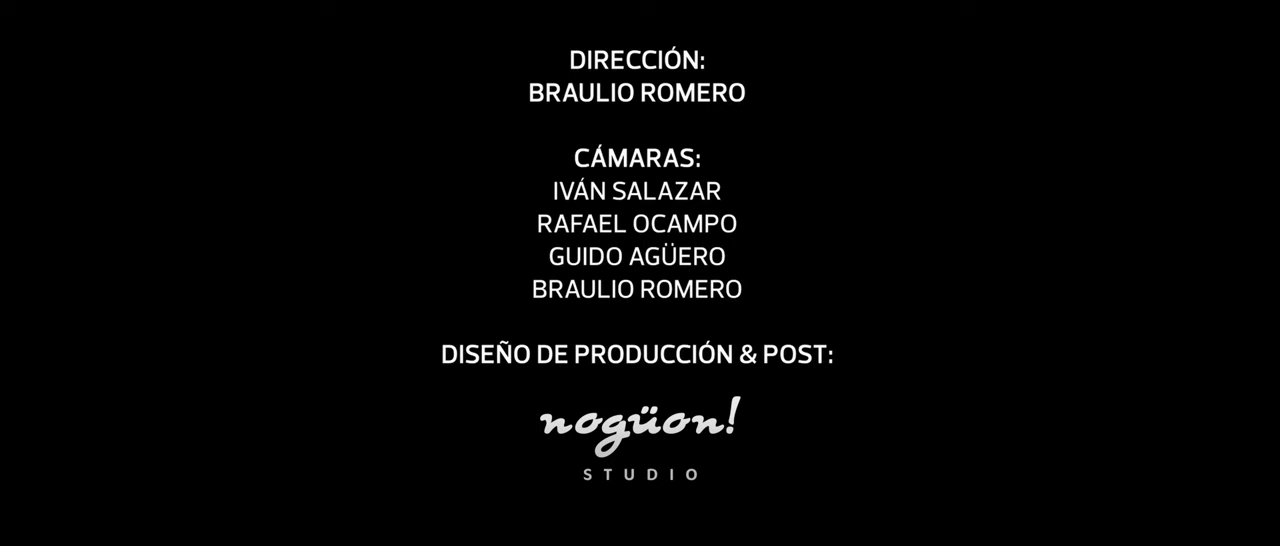 DIRECCIÓN:
BRAULIO ROMERO
CÁMARAS:
IVÁN SALAZAR
RAFAEL OCAMPO
GUIDO AGÜERO
BRAULIO ROMERO
DISEÑO DE PRODUCCIÓN & POST:
nogüon!
STUDIO